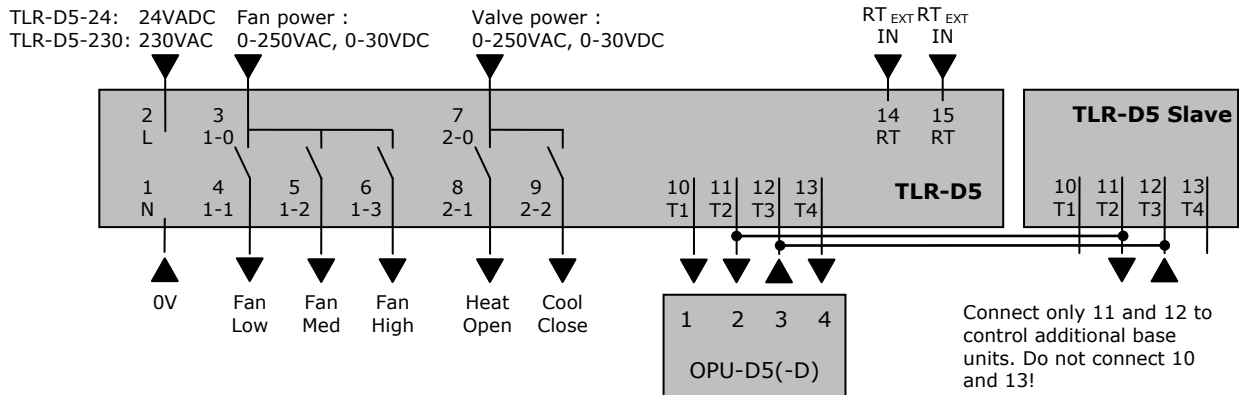 TLR-D5-24: 24VADC
TLR-D5-230: 230VAC
Fan power :
0-250VAC, 0-30VDC
Valve power :
0-250VAC, 0-30VDC
RT EXT
IN
RT EXT
IN
2
L
3
1-0
7
2-0
14
RT
15
RT
1
N
4
1-1
5
1-2
6
1-3
8
2-1
9
2-2
10
T1
11
T2
12
T3
13
T4
TLR-D5
TLR-D5 Slave
10
T1
11
T2
12
T3
13
T4
0V
Fan
Low
Fan
Med
Fan
High
Heat
Open
Cool
Close
1 2 3 4
OPU-D5(-D)
Connect only 11 and 12 to
control additional base
units. Do not connect 10
and 13!